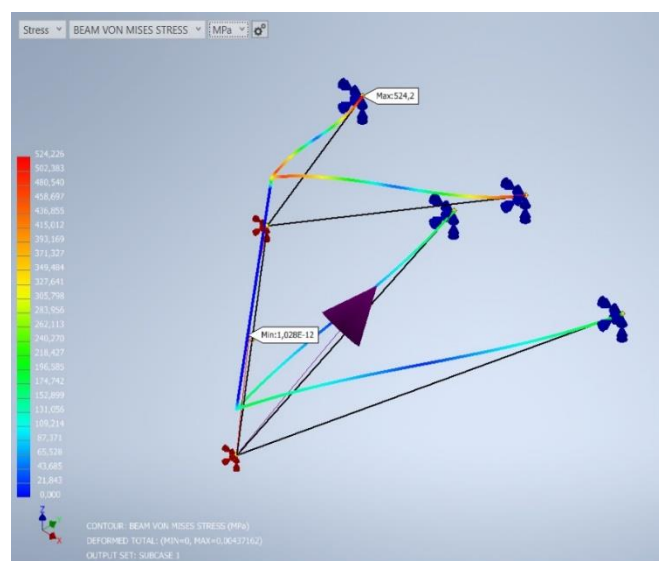 Stress BEAM VON MISES STRESS MPa
Max:524,2
524,226
502,383
480,540
458,697
436,855
415,012
393,169
371,327
349,484
327,641
305,798
283,956
262,113
240,270
218,427
196,585
174,742
152,899
131,056
109,214
87,371
65,528
43,685
21,843
0,000
Min:1,028E-12
Z
Y
X
CONTOUR: BEAM VON MISES STRESS (MPa)
DEFORMED TOTAL: (MIN=0, MAX=0.00437162)
OUTPUT SET: SUBCASE 1